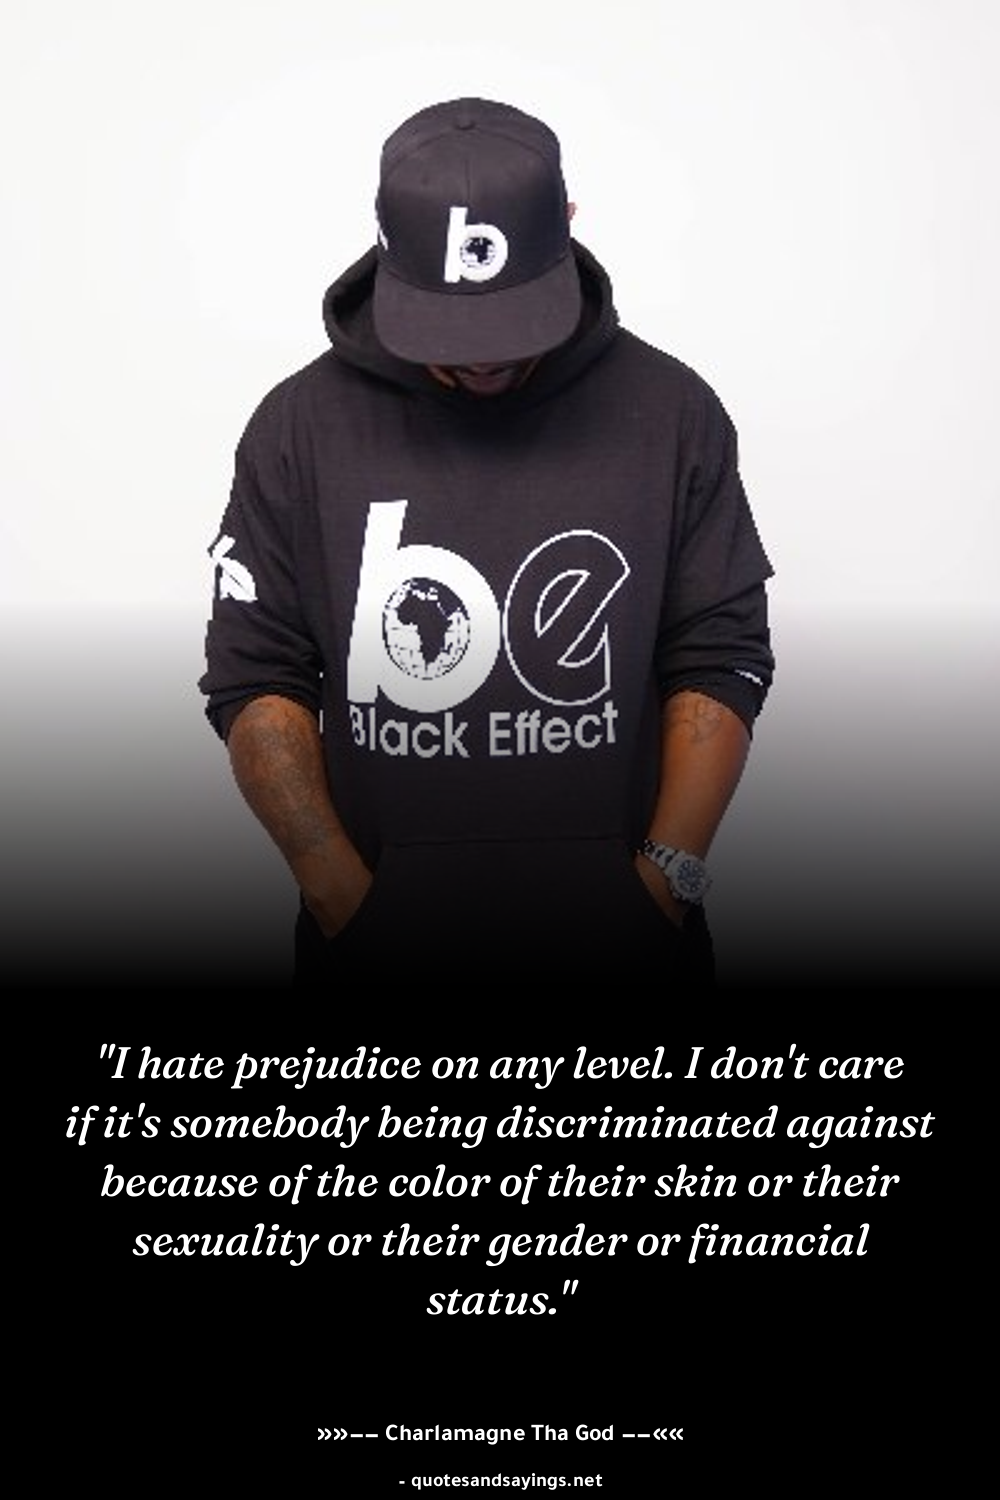 b
be
Black Effect
"I hate prejudice on any level. I don't care
if it's somebody being discriminated against
because of the color of their skin or their
sexuality or their gender or financial
status."
»»–– Charlamagne Tha God ––««
- quotesandsayings.net